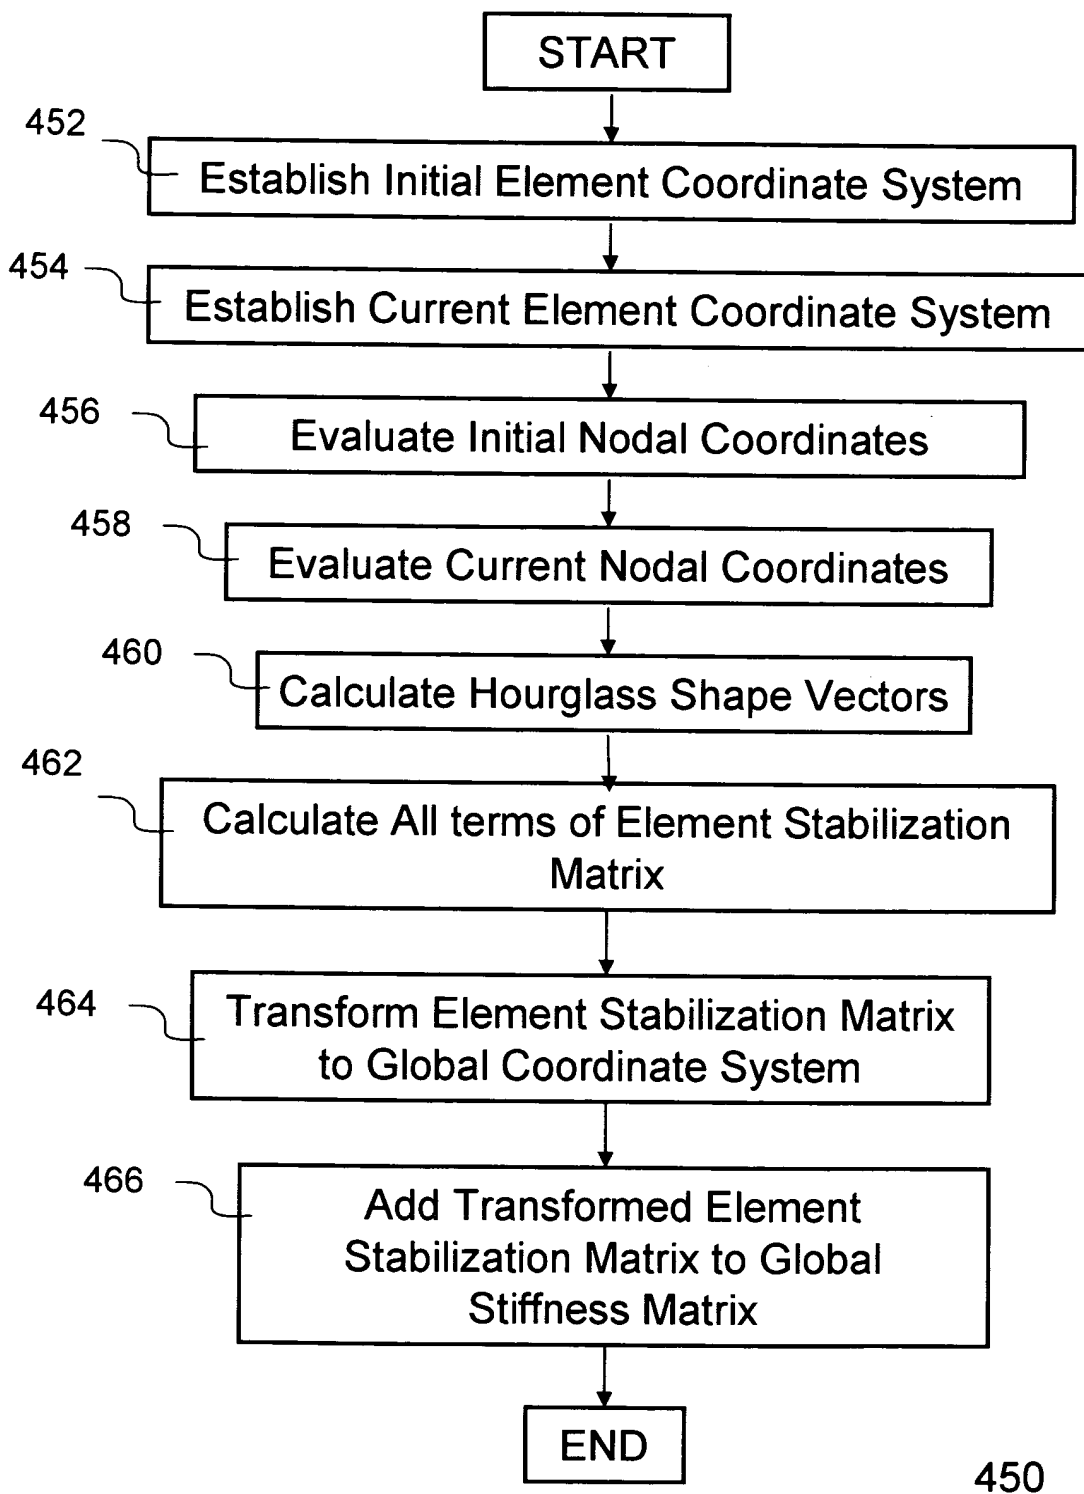 START
452
Establish Initial Element Coordinate System
454
Establish Current Element Coordinate System
456
Evaluate Initial Nodal Coordinates
458
Evaluate Current Nodal Coordinates
460
Calculate Hourglass Shape Vectors
462
Calculate All terms of Element Stabilization
Matrix
464
Transform Element Stabilization Matrix
to Global Coordinate System
466
Add Transformed Element
Stabilization Matrix to Global
Stiffness Matrix
END
450